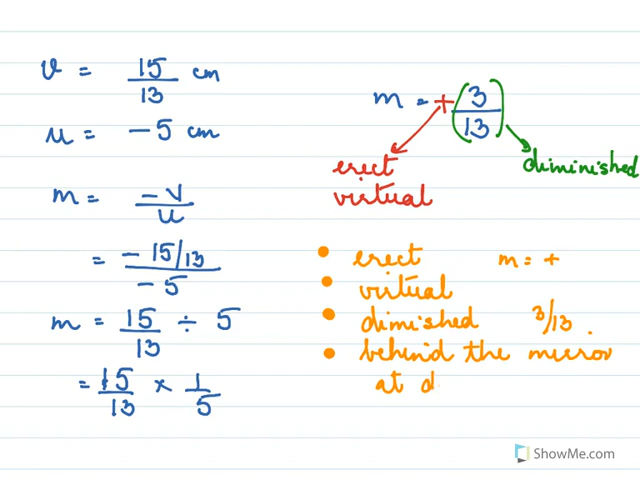 v = 15/13 cm
u = -5 cm
m = -v/u
= -15/13 / -5
m = 15/13 ÷ 5
= 15/13 × 1/5
m = +(3/13)
erect
virtual
diminished
• erect m = +
• virtual
• dimished 3/13.
• behind the mirror
at d
ShowMe.com